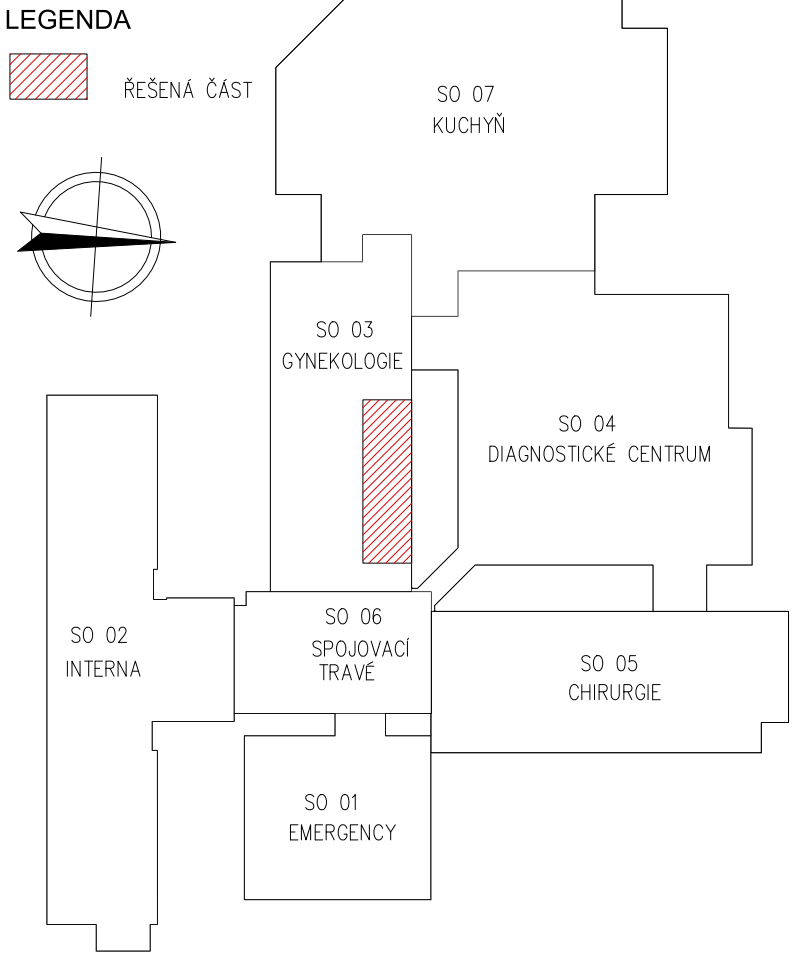 LEGENDA
ŘEŠENÁ ČÁST
SO 07
KUCHYŇ
SO 03
GYNEKOLOGIE
SO 04
DIAGNOSTICKÉ CENTRUM
SO 02
INTERNA
SO 06
SPOJOVACÍ
TRAVÉ
SO 05
CHIRURGIE
SO 01
EMERGENCY